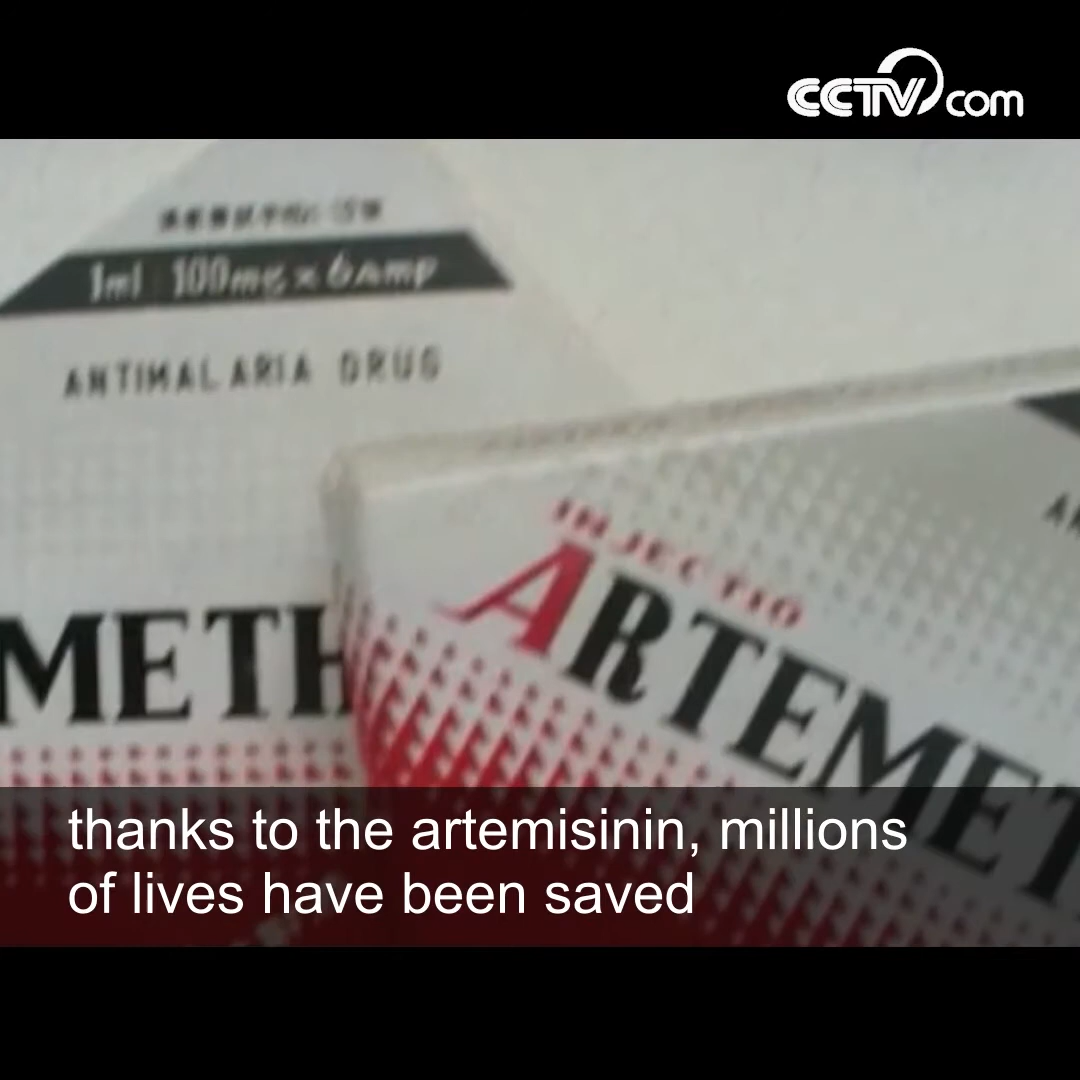 CCTV.com
1ml 100mg×6Amp
ANTIMALARIA DRUG
METH
INJECTIO
ARTEMET
thanks to the artemisinin, millions
of lives have been saved